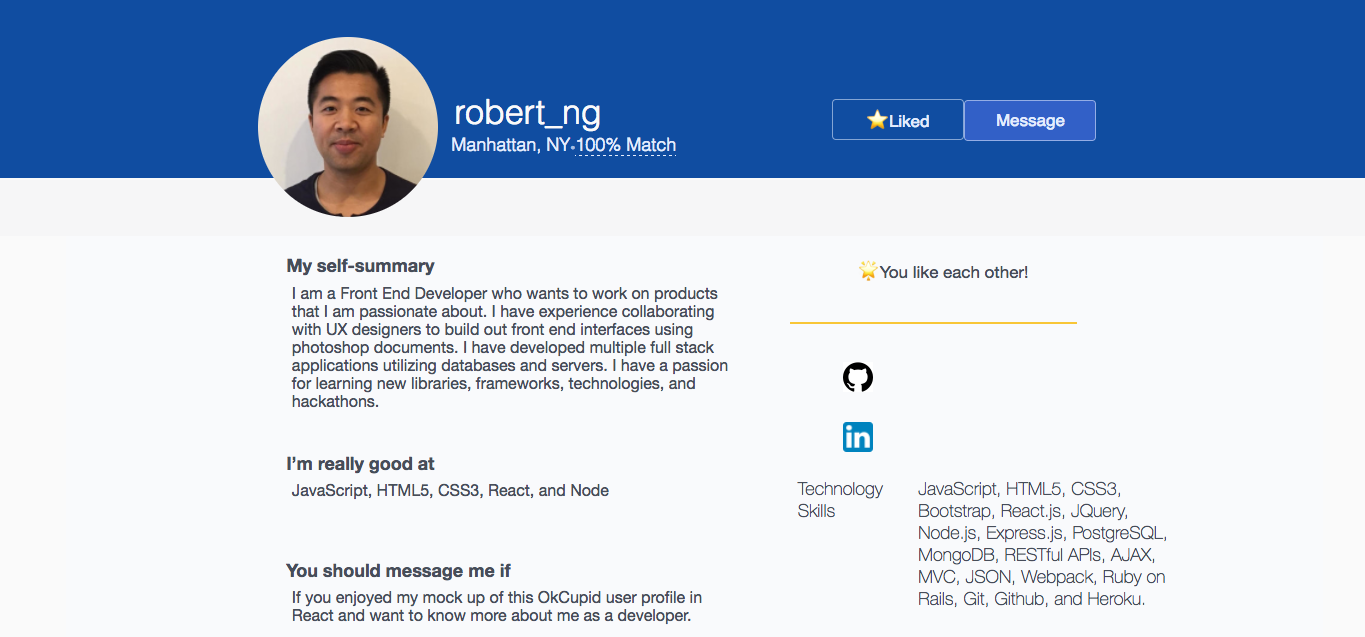 robert_ng
Manhattan, NY•100% Match
⭐Liked
Message
My self-summary
I am a Front End Developer who wants to work on products
that I am passionate about. I have experience collaborating
with UX designers to build out front end interfaces using
photoshop documents. I have developed multiple full stack
applications utilizing databases and servers. I have a passion
for learning new libraries, frameworks, technologies, and
hackathons.
I’m really good at
JavaScript, HTML5, CSS3, React, and Node
You should message me if
If you enjoyed my mock up of this OkCupid user profile in
React and want to know more about me as a developer.
🌟You like each other!
in
Technology
Skills
JavaScript, HTML5, CSS3,
Bootstrap, React.js, JQuery,
Node.js, Express.js, PostgreSQL,
MongoDB, RESTful APIs, AJAX,
MVC, JSON, Webpack, Ruby on
Rails, Git, Github, and Heroku.